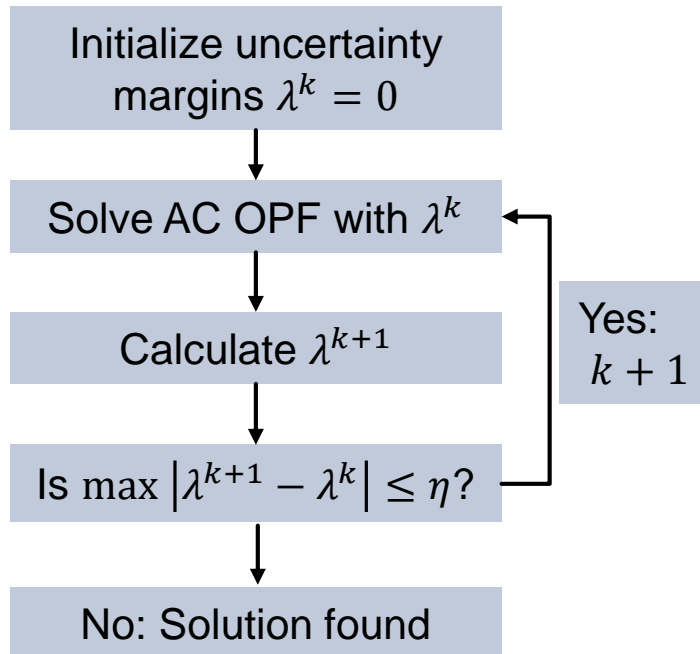 Initialize uncertainty
margins λ^k = 0
Solve AC OPF with λ^k
Calculate λ^{k+1}
Yes:
k + 1
Is max |λ^{k+1} − λ^k| ≤ η?
No: Solution found